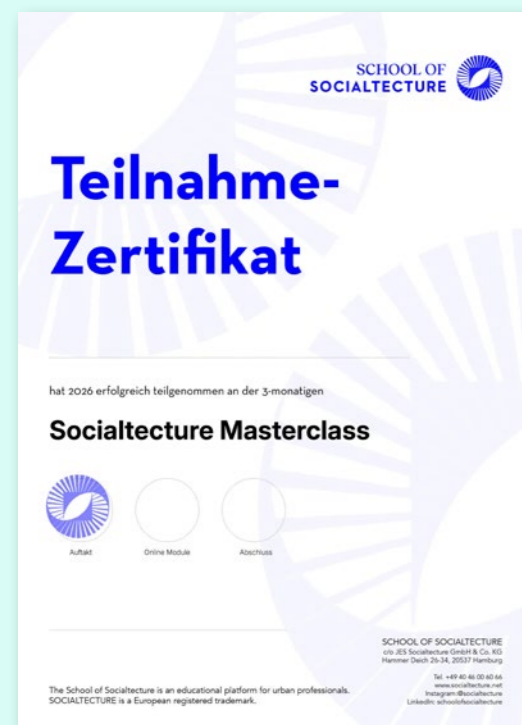 SCHOOL OF
SOCIALTECTURE
Teilnahme-
Zertifikat
hat 2026 erfolgreich teilgenommen an der 3-monatigen
Socialtecture Masterclass
Auftakt
Online Module
Abschluss
SCHOOL OF SOCIALTECTURE
c/o JES Socialtecture GmbH & Co. KG
Hammer Deich 26-34, 20537 Hamburg
Tel. +49 40 46 00 60 66
www.socialtecture.net
Instagram @socialtecture
LinkedIn: schoolofsocialtecture
The School of Socialtecture is an educational platform for urban professionals.
SOCIALTECTURE is a European registered trademark.